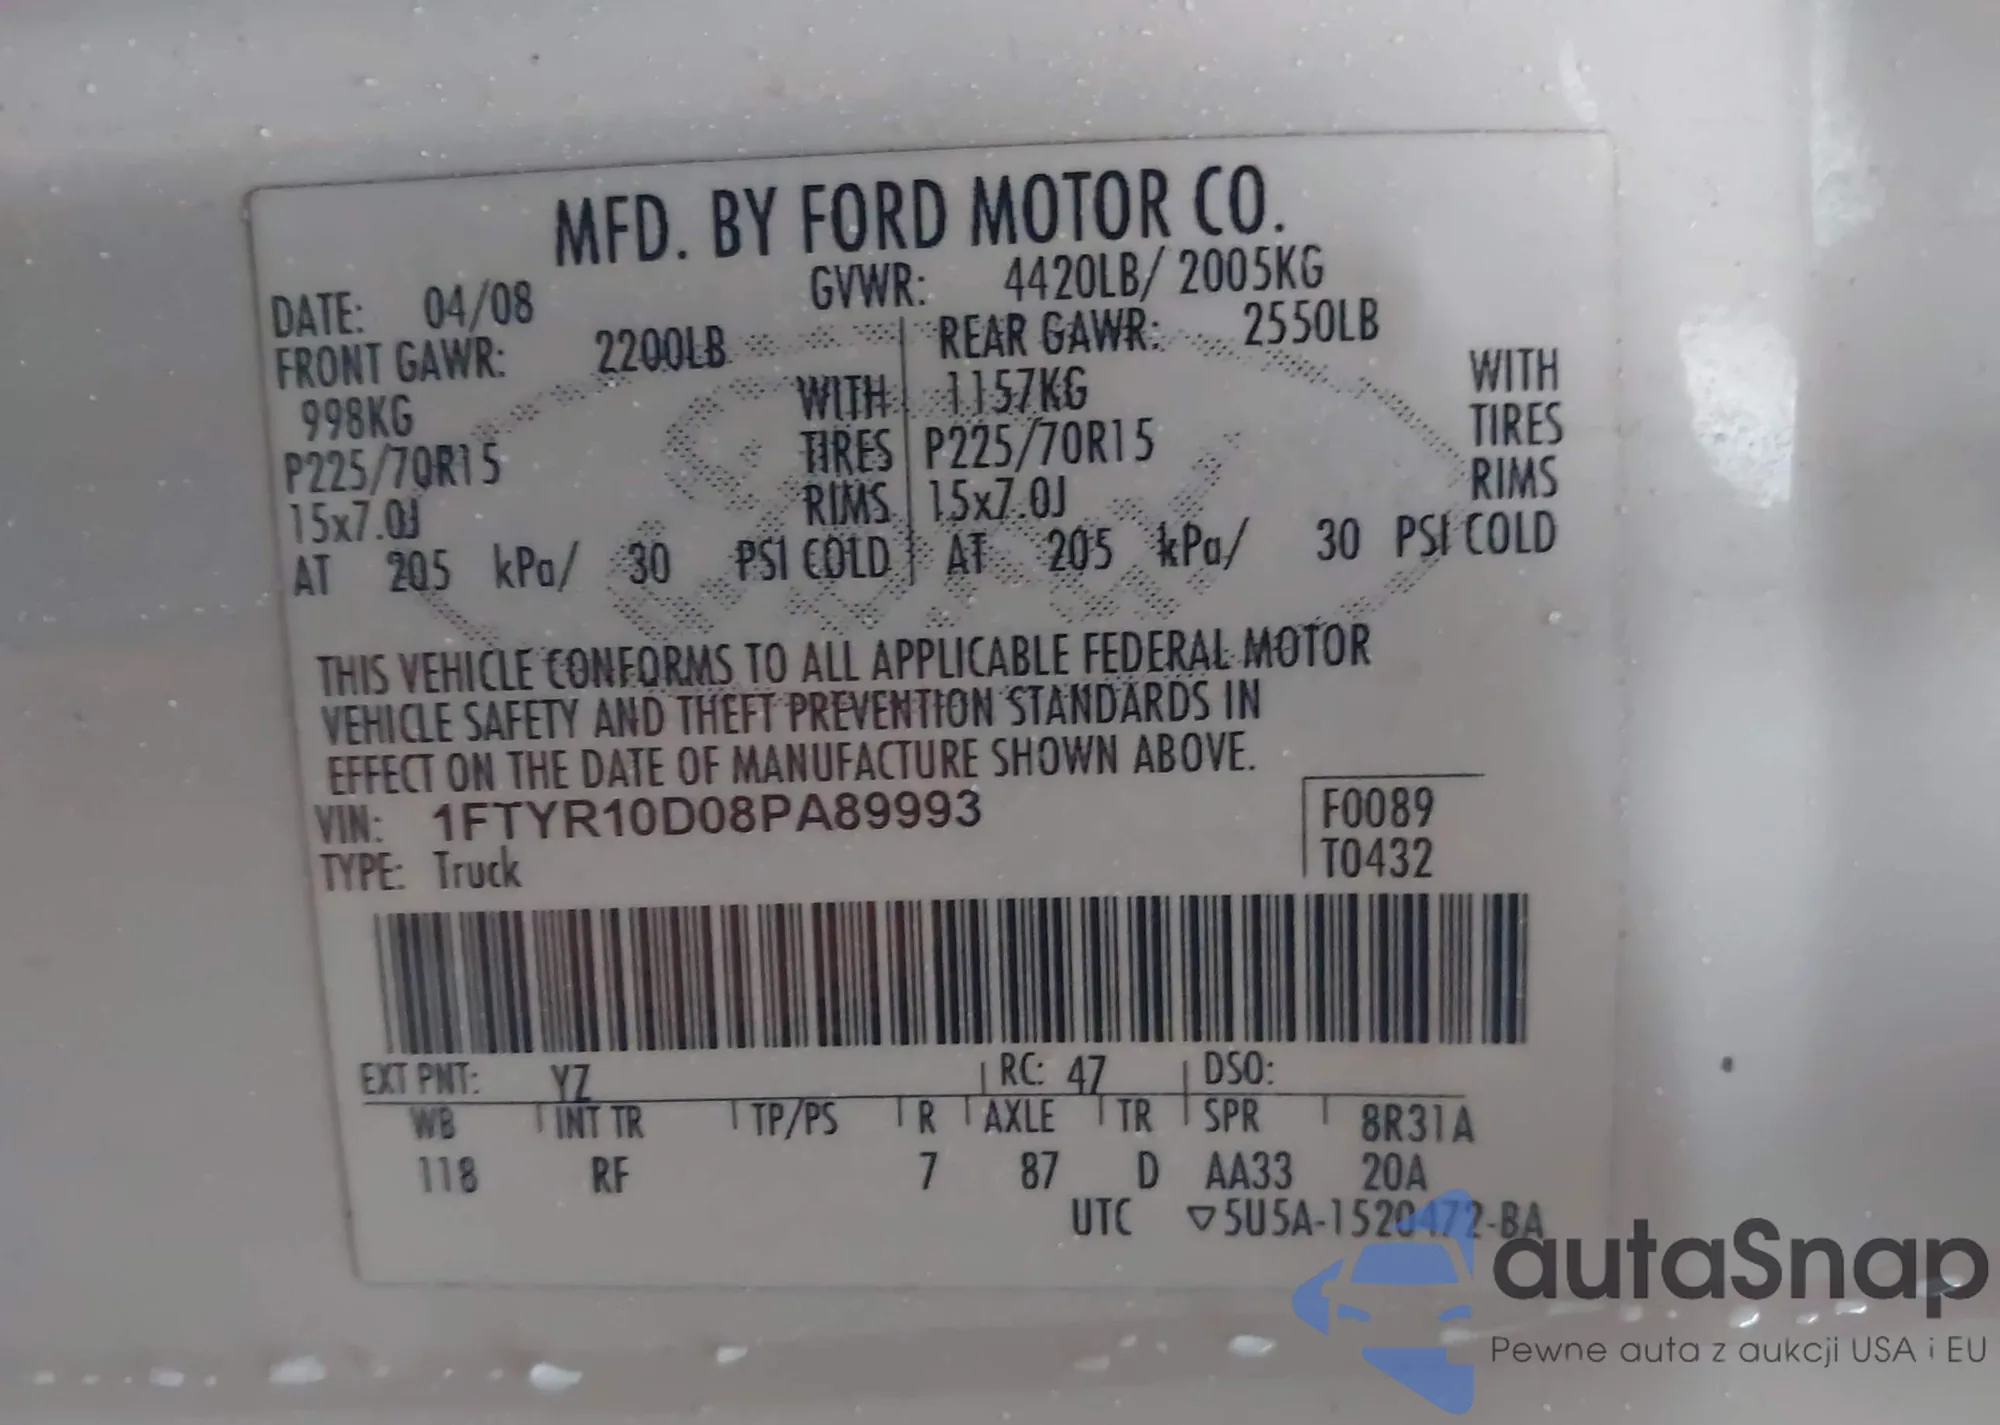 MFD. BY FORD MOTOR CO.
DATE: 04/08 GVWR: 4420LB/ 2005KG
FRONT GAWR: 2200LB REAR GAWR: 2550LB
998KG WITH 1157KG WITH
P225/70R15 TIRES P225/70R15 TIRES
15x7.0J RIMS 15x7.0J RIMS
AT 205 kPa/ 30 PSI COLD AT 205 kPa/ 30 PSI COLD
THIS VEHICLE CONFORMS TO ALL APPLICABLE FEDERAL MOTOR
VEHICLE SAFETY AND THEFT PREVENTION STANDARDS IN
EFFECT ON THE DATE OF MANUFACTURE SHOWN ABOVE.
VIN: 1FTYR10D08PA89993 F0089
TYPE: Truck T0432
EXT PNT: YZ RC: 47 DSO:
WB INT TR TP/PS R AXLE TR SPR 8R31A
118 RF 7 87 D AA33 20A
UTC ▽5U5A-1520472-BA
autaSnap
Pewne auta z aukcji USA i EU